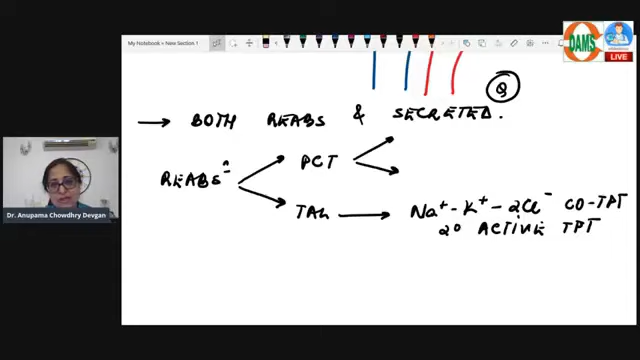 My Notebook > New Section 1
DAMS
LIVE
Q
→ BOTH REABS & SECRETED.
REABSⁿ
PCT
TAL → Na⁺-K⁺-2Cl⁻ CO-TPT
2° ACTIVE TPT
Dr. Anupama Chowdhry Devgan